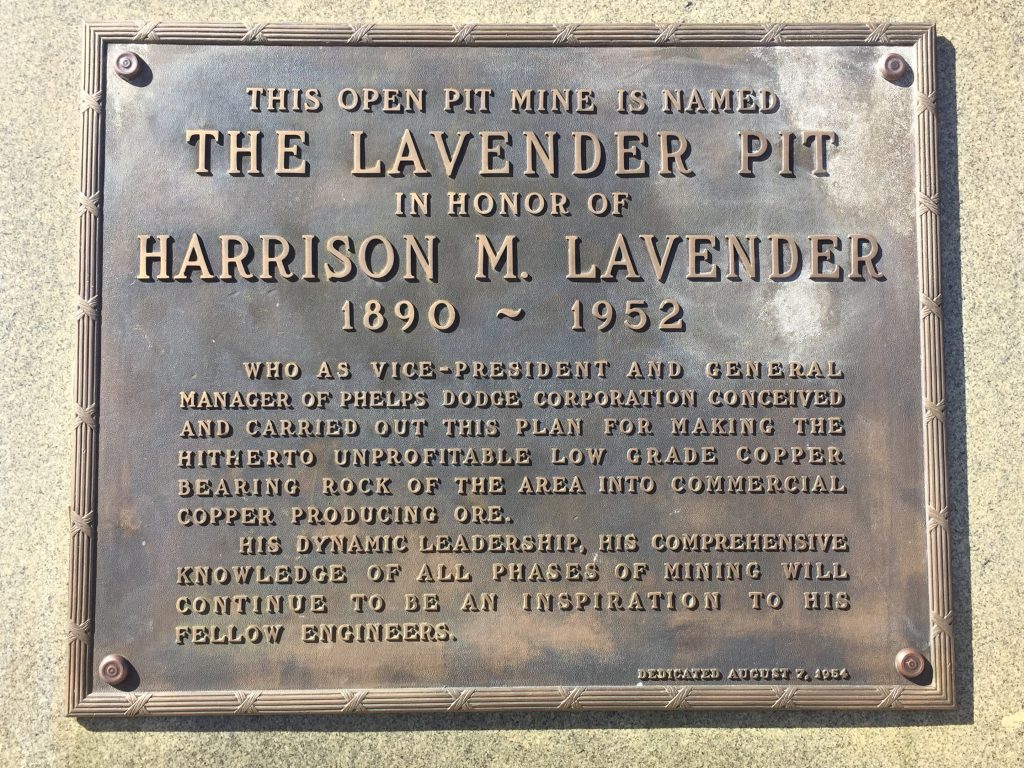 THIS OPEN PIT MINE IS NAMED
THE LAVENDER PIT
IN HONOR OF
HARRISON M. LAVENDER
1890 ~ 1952
WHO AS VICE-PRESIDENT AND GENERAL
MANAGER OF PHELPS DODGE CORPORATION CONCEIVED
AND CARRIED OUT THIS PLAN FOR MAKING THE
HITHERTO UNPROFITABLE LOW GRADE COPPER
BEARING ROCK OF THE AREA INTO COMMERCIAL
COPPER PRODUCING ORE.
HIS DYNAMIC LEADERSHIP, HIS COMPREHENSIVE
KNOWLEDGE OF ALL PHASES OF MINING WILL
CONTINUE TO BE AN INSPIRATION TO HIS
FELLOW ENGINEERS.
DEDICATED AUGUST 7, 1954